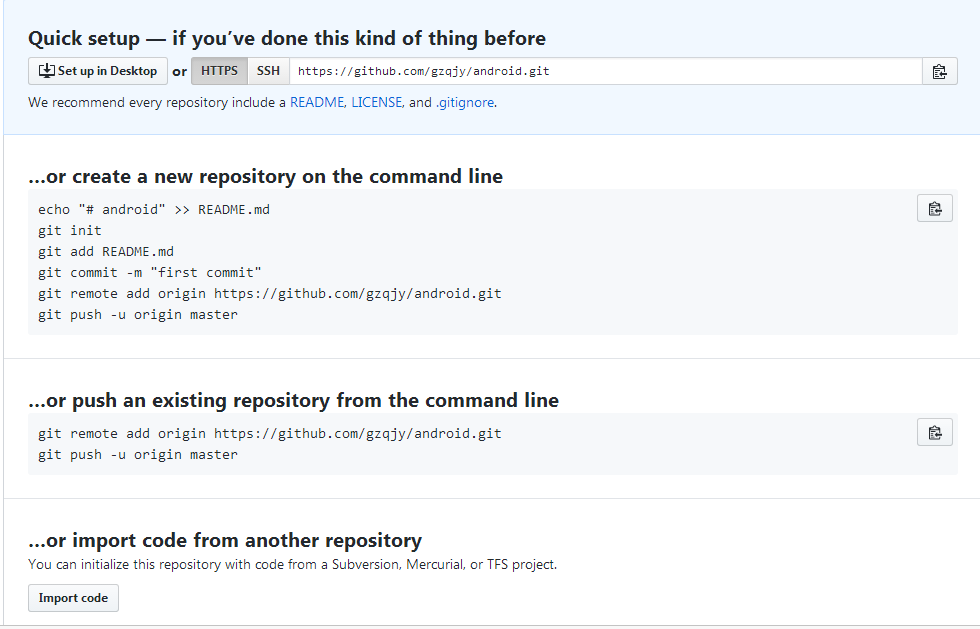 Quick setup — if you’ve done this kind of thing before
Set up in Desktop or HTTPS SSH https://github.com/gzqjy/android.git
We recommend every repository include a README, LICENSE, and .gitignore.
…or create a new repository on the command line
echo "# android" >> README.md
git init
git add README.md
git commit -m "first commit"
git remote add origin https://github.com/gzqjy/android.git
git push -u origin master
…or push an existing repository from the command line
git remote add origin https://github.com/gzqjy/android.git
git push -u origin master
…or import code from another repository
You can initialize this repository with code from a Subversion, Mercurial, or TFS project.
Import code